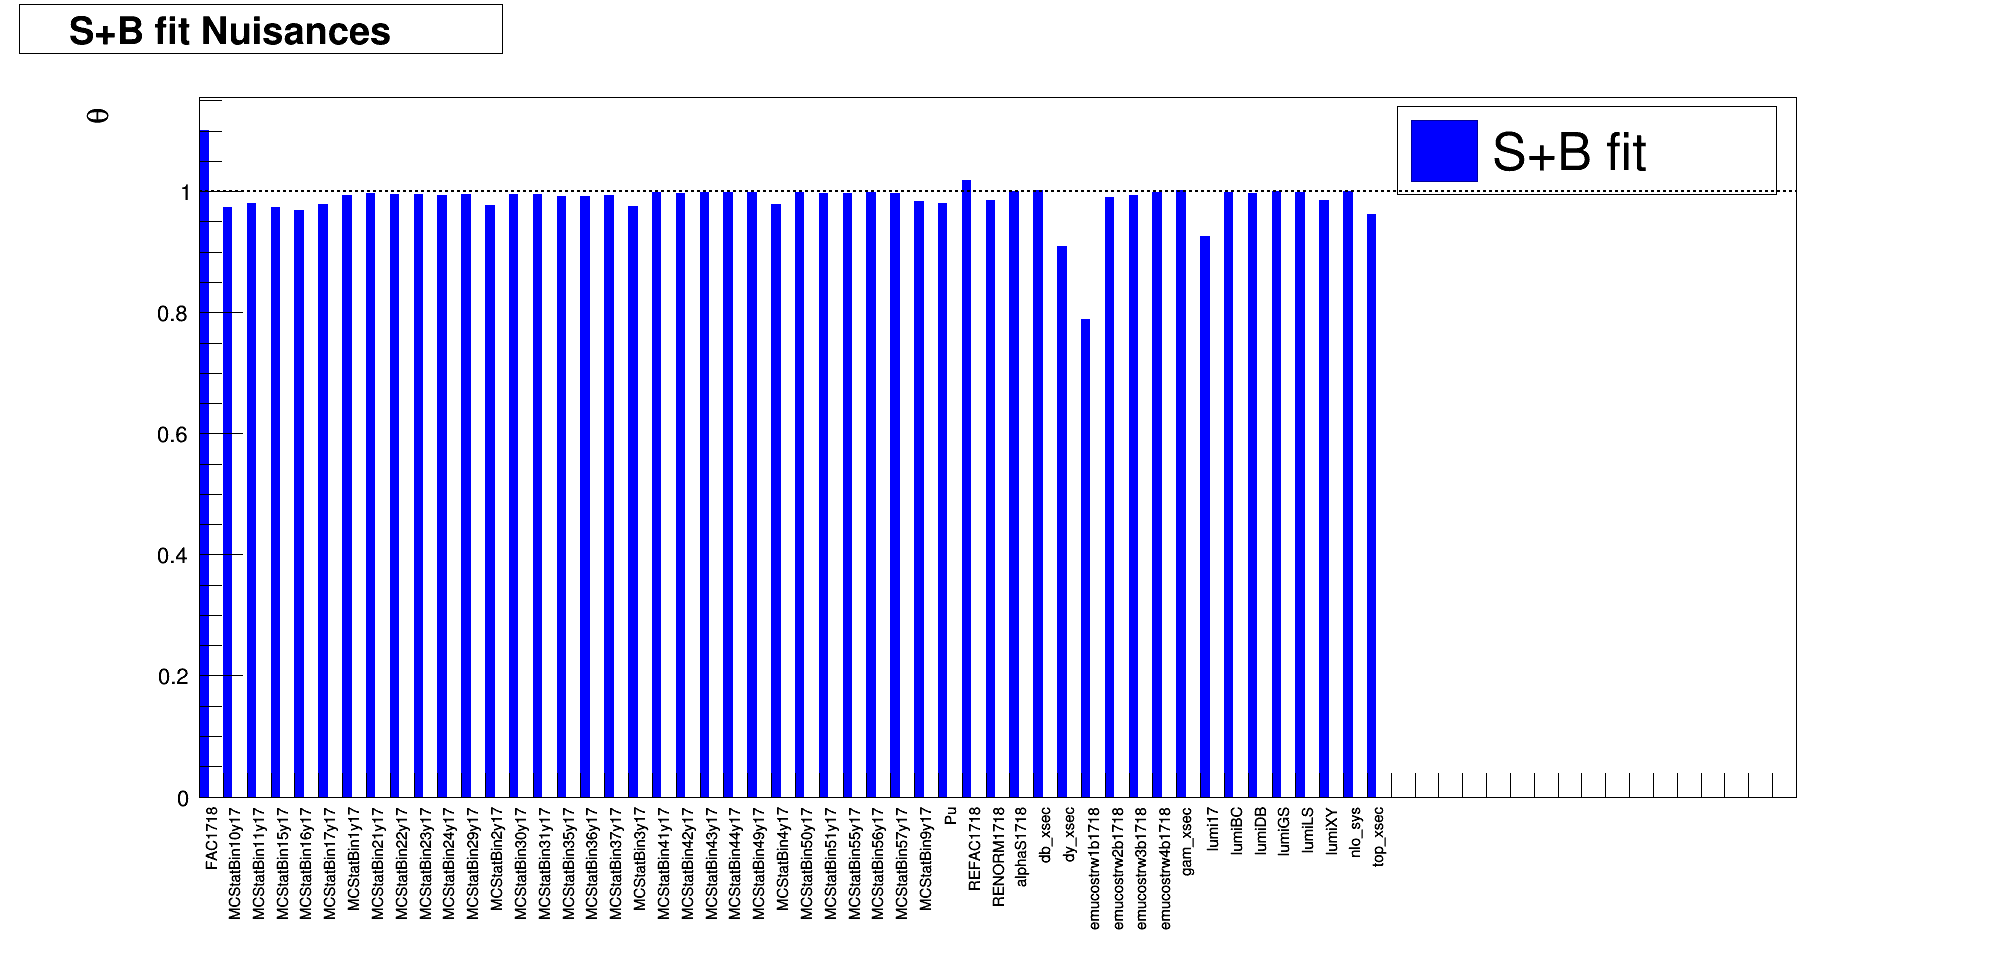 S+B fit Nuisances
θ
S+B fit
1
0.8
0.6
0.4
0.2
0
FAC1718
MCStatBin10y17
MCStatBin11y17
MCStatBin15y17
MCStatBin16y17
MCStatBin17y17
MCStatBin1y17
MCStatBin21y17
MCStatBin22y17
MCStatBin23y17
MCStatBin24y17
MCStatBin29y17
MCStatBin2y17
MCStatBin30y17
MCStatBin31y17
MCStatBin35y17
MCStatBin36y17
MCStatBin37y17
MCStatBin3y17
MCStatBin41y17
MCStatBin42y17
MCStatBin43y17
MCStatBin44y17
MCStatBin49y17
MCStatBin4y17
MCStatBin50y17
MCStatBin51y17
MCStatBin55y17
MCStatBin56y17
MCStatBin57y17
MCStatBin9y17
Pu
REFAC1718
RENORM1718
alphaS1718
db_xsec
dy_xsec
emucostrw1b1718
emucostrw2b1718
emucostrw3b1718
emucostrw4b1718
gam_xsec
lumi17
lumiBC
lumiDB
lumiGS
lumiLS
lumiXY
nlo_sys
top_xsec